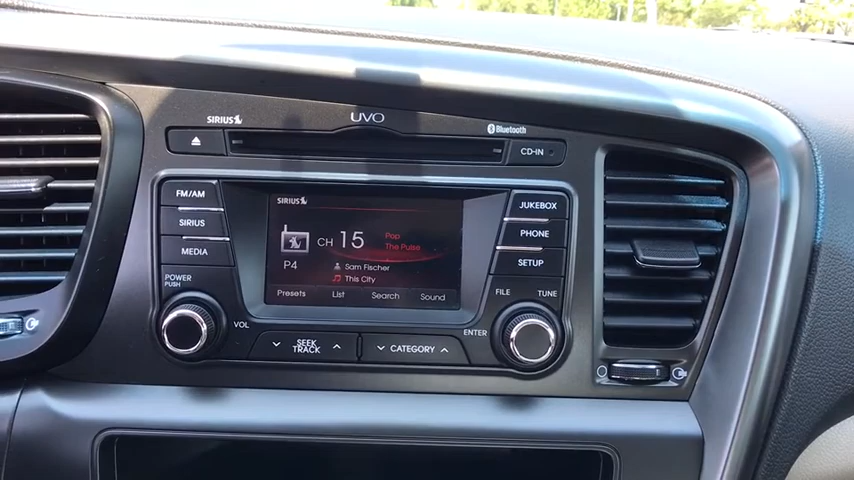 SIRIUS
UVO
Bluetooth
CD-IN
FM/AM
SIRIUS
MEDIA
POWER
PUSH
VOL
SIRIUS
CH 15
P4
Pop
The Pulse
Sam Fischer
This City
Presets List Search Sound
JUKEBOX
PHONE
SETUP
FILE TUNE
ENTER
SEEK
TRACK
CATEGORY